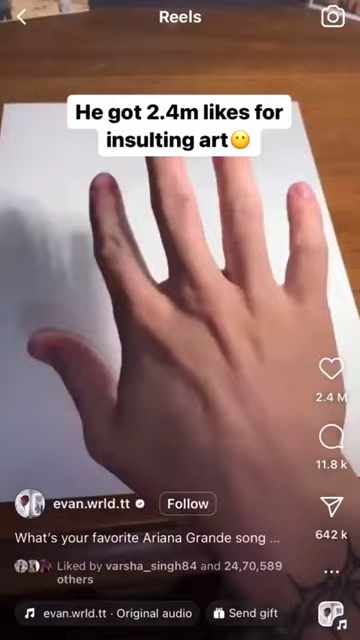 Reels
He got 2.4m likes for
insulting art😶
2.4 M
11.8 k
642 k
evan.wrld.tt
Follow
What's your favorite Ariana Grande song ...
Liked by varsha_singh84 and 24,70,589
others
evan.wrld.tt · Original audio
Send gift